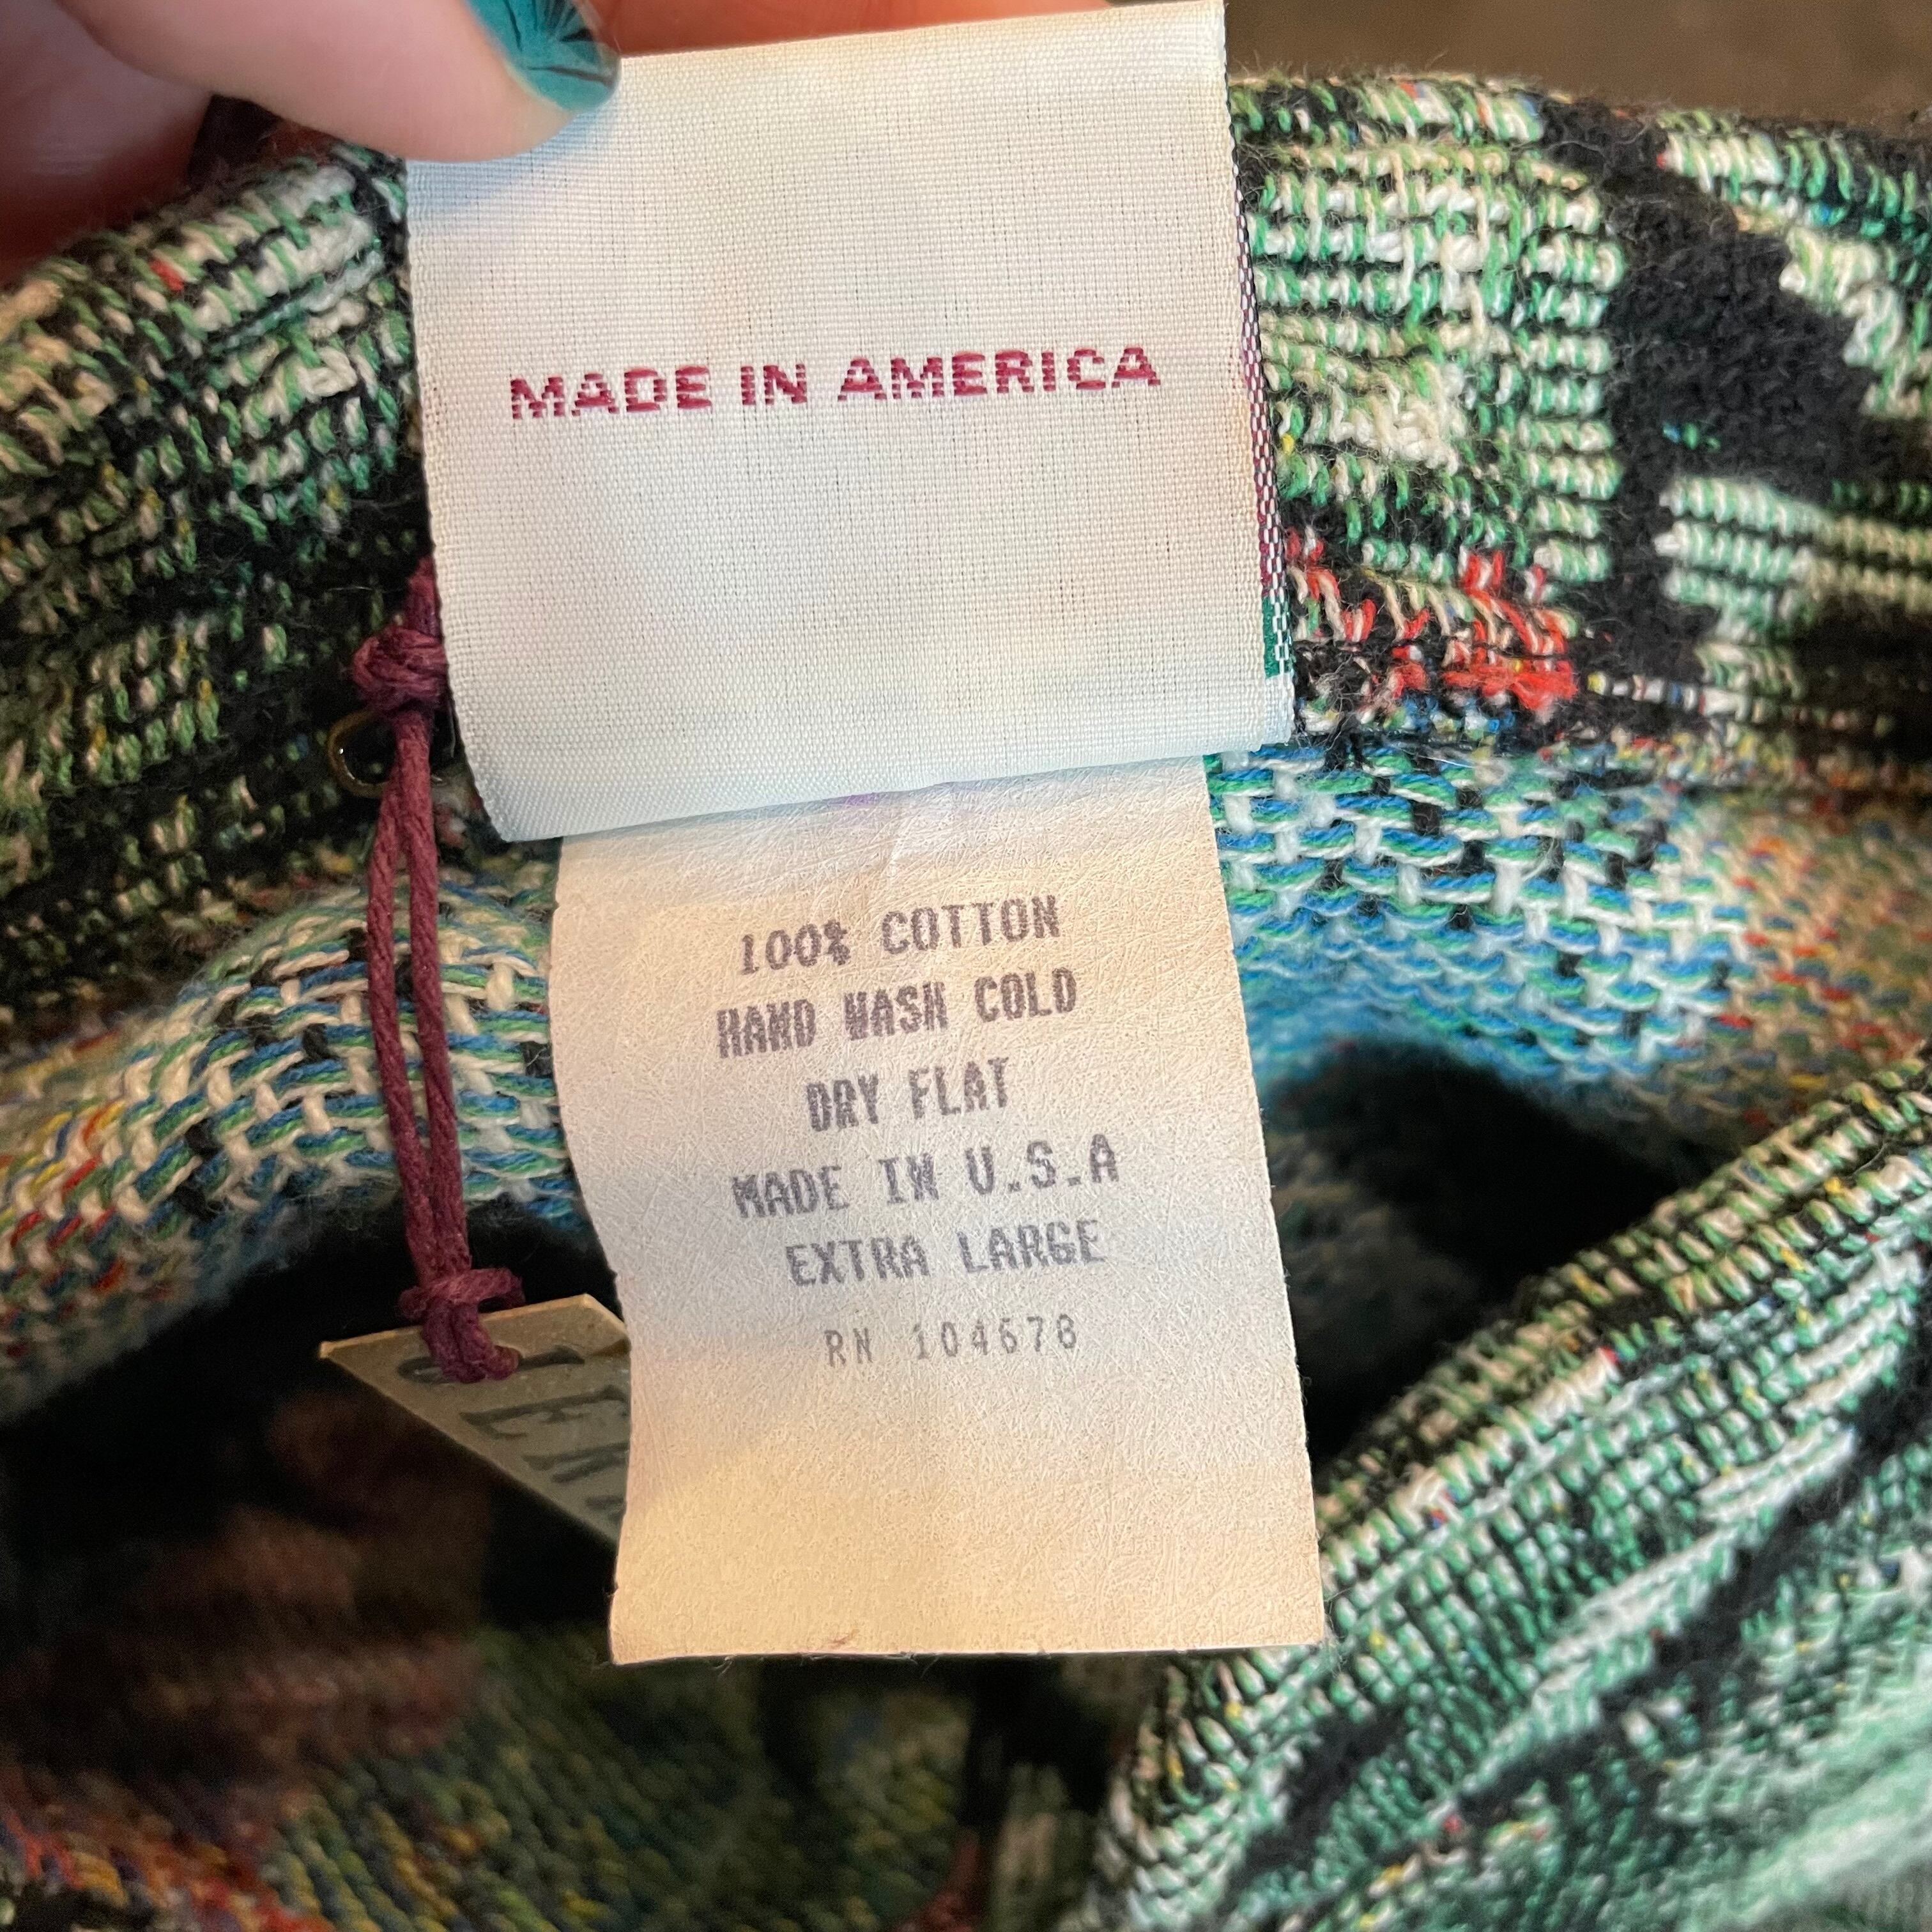 MADE IN AMERICA
100% COTTON
HAND WASH COLD
DRY FLAT
MADE IN U.S.A
EXTRA LARGE
RN 104678